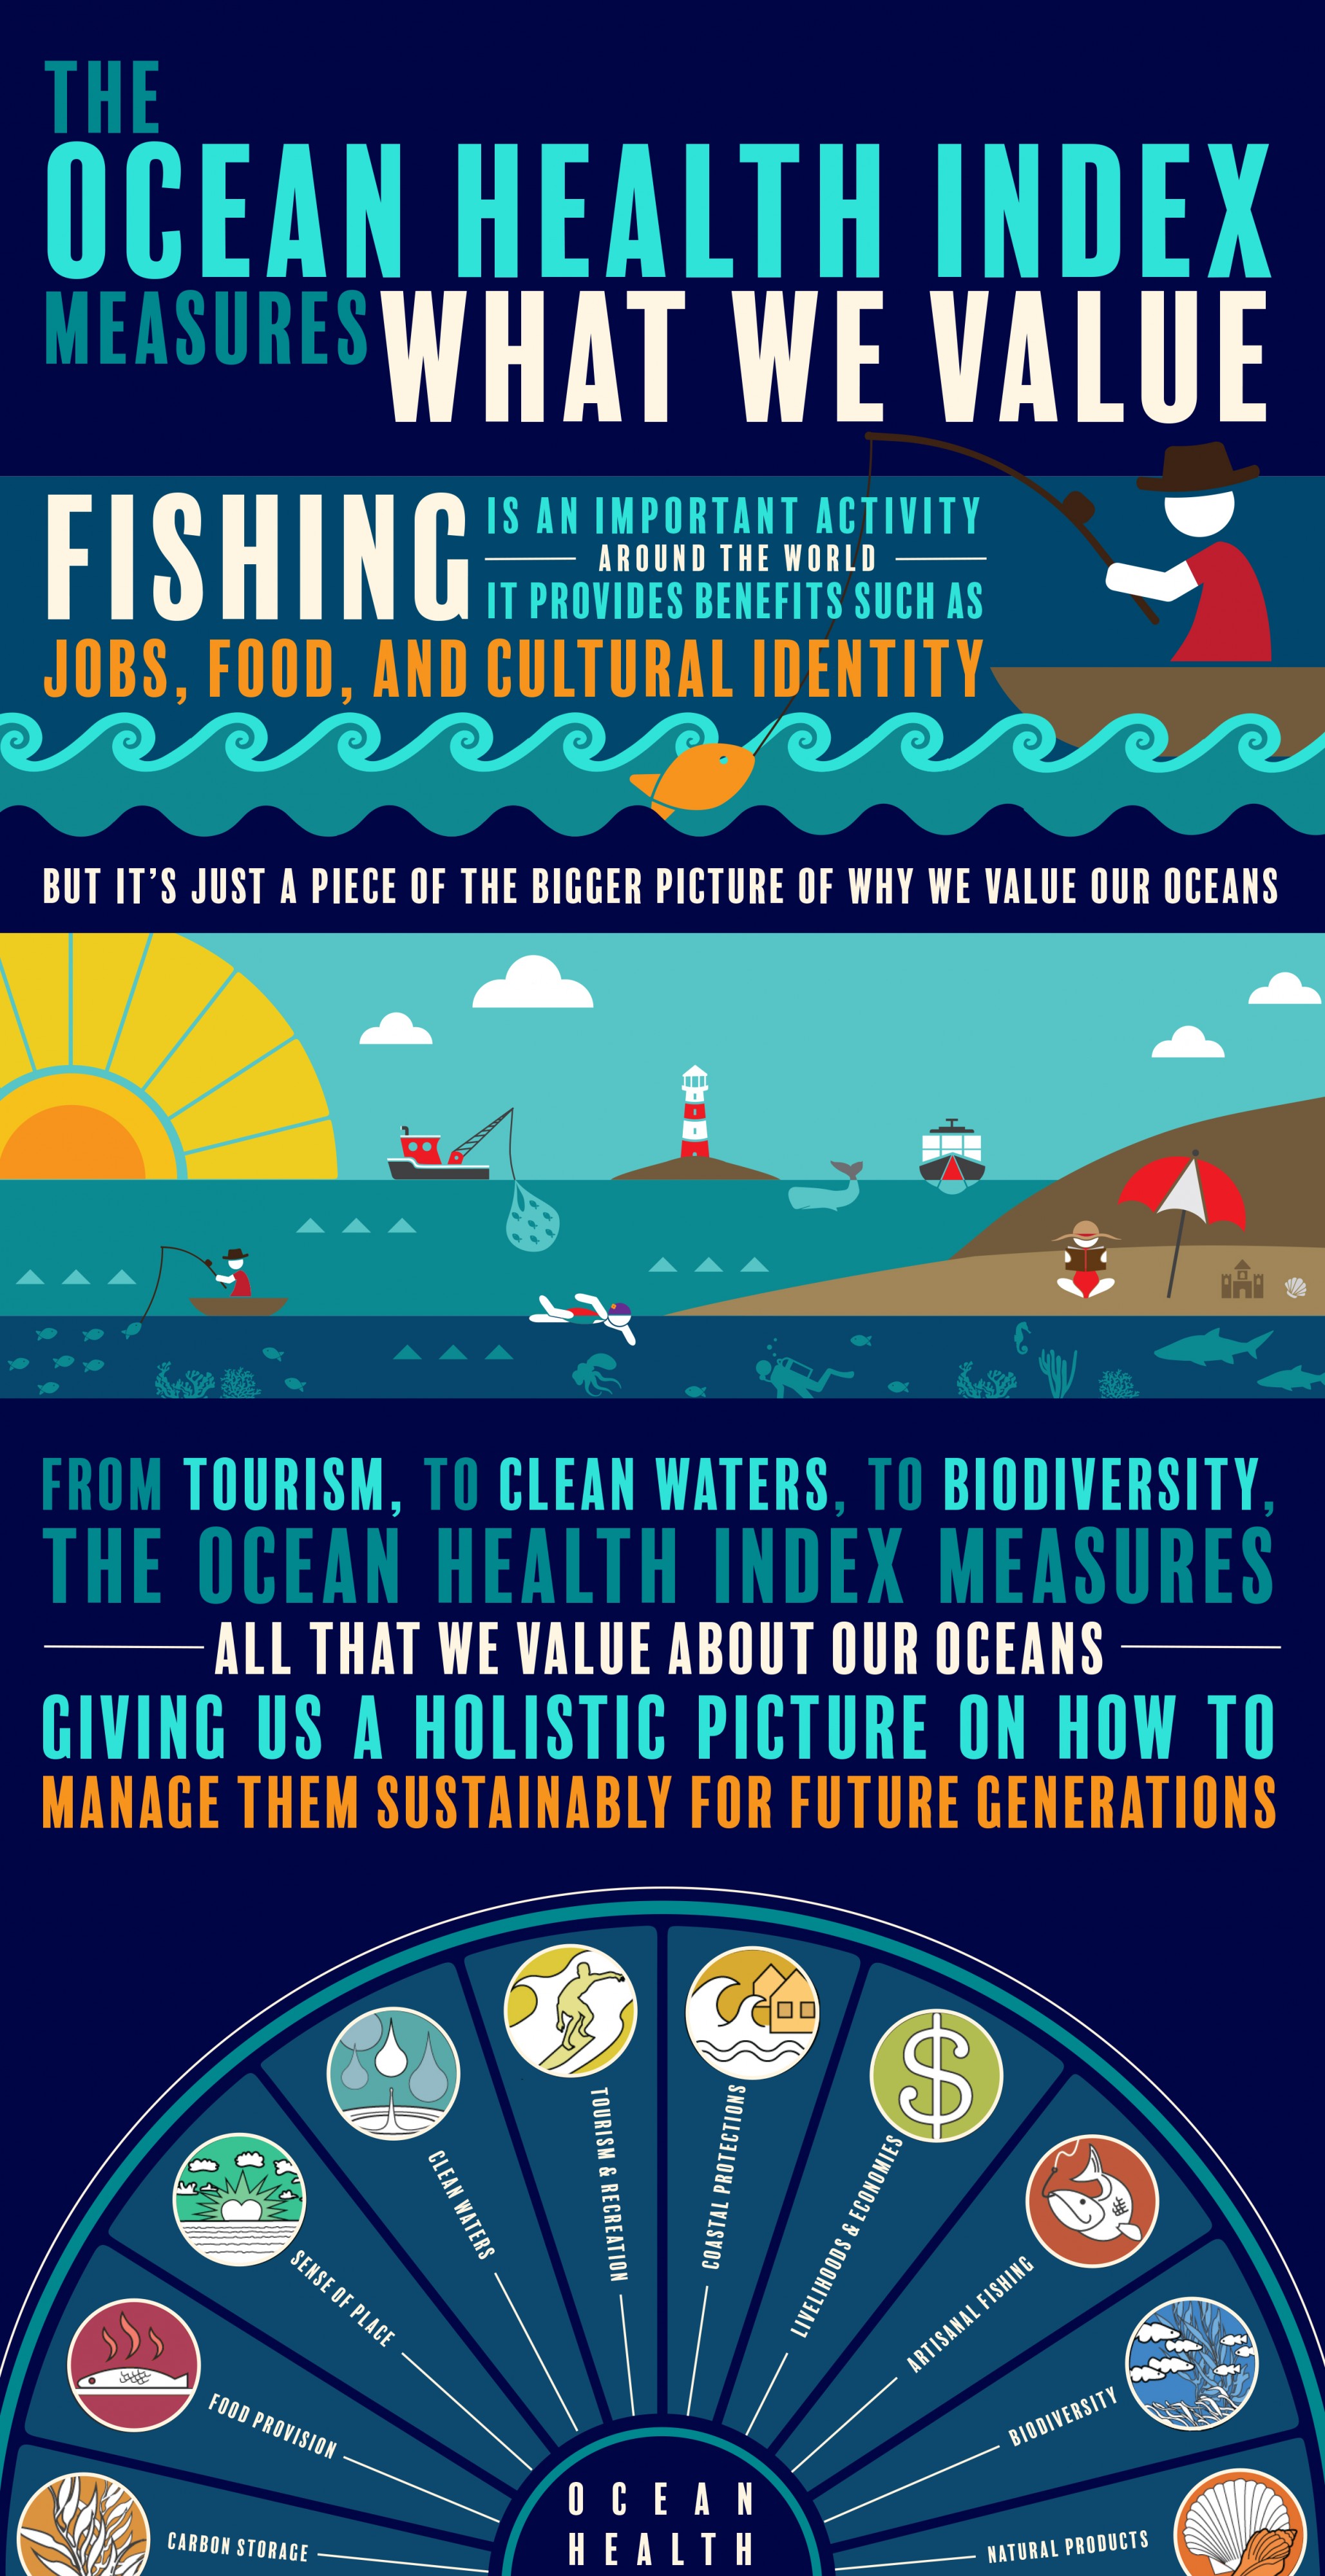 THE
OCEAN HEALTH INDEX
MEASURES WHAT WE VALUE
FISHING
IS AN IMPORTANT ACTIVITY
AROUND THE WORLD
IT PROVIDES BENEFITS SUCH AS
JOBS, FOOD, AND CULTURAL IDENTITY
BUT IT'S JUST A PIECE OF THE BIGGER PICTURE OF WHY WE VALUE OUR OCEANS
FROM TOURISM, TO CLEAN WATERS, TO BIODIVERSITY,
THE OCEAN HEALTH INDEX MEASURES
ALL THAT WE VALUE ABOUT OUR OCEANS
GIVING US A HOLISTIC PICTURE ON HOW TO
MANAGE THEM SUSTAINABLY FOR FUTURE GENERATIONS
CARBON STORAGE
FOOD PROVISION
SENSE OF PLACE
CLEAN WATERS
TOURISM & RECREATION
COASTAL PROTECTIONS
LIVELIHOODS & ECONOMIES
$
ARTISANAL FISHING
BIODIVERSITY
NATURAL PRODUCTS
OCEAN
HEALTH